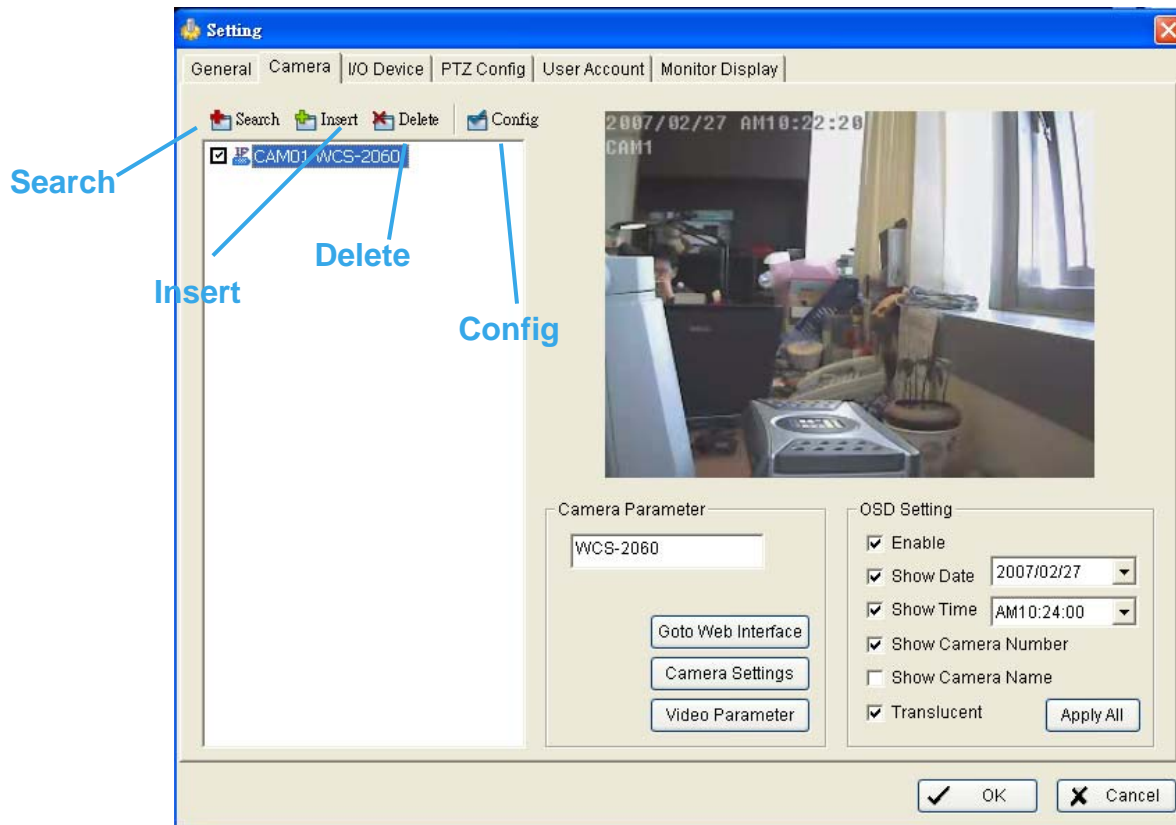 Setting
General Camera I/O Device PTZ Config User Account Monitor Display
Search Insert Delete Config
2007/02/27 AM10:22:20
CAM1
CAM01 WCS-2060
Search
Delete
Insert
Config
Camera Parameter
WCS-2060
Goto Web Interface
Camera Settings
Video Parameter
OSD Setting
Enable
Show Date 2007/02/27
Show Time AM10:24:00
Show Camera Number
Show Camera Name
Translucent Apply All
OK Cancel